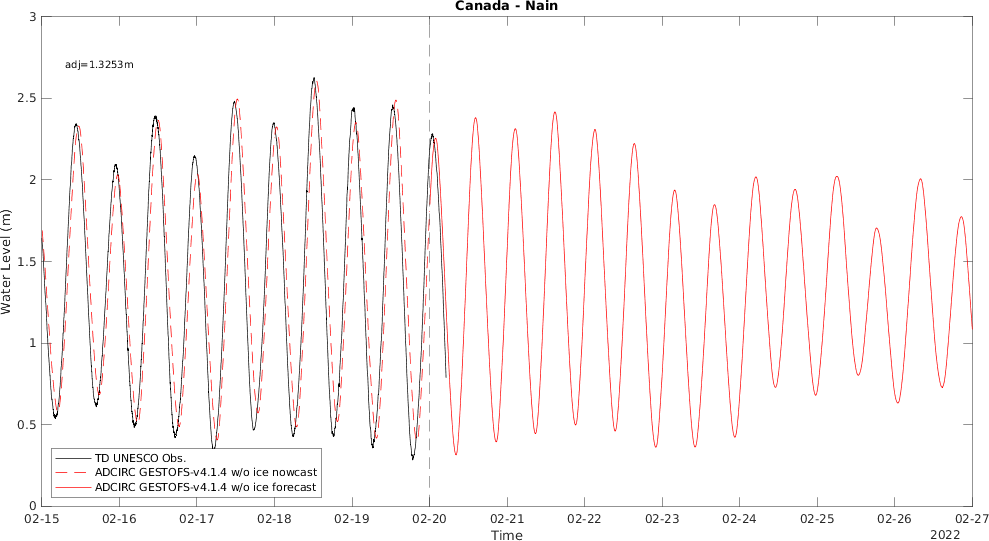 Canada - Nain
adj=1.3253m
Water Level (m)
3
2.5
2
1.5
1
0.5
0
TD UNESCO Obs.
ADCIRC GESTOFS-v4.1.4 w/o ice nowcast
ADCIRC GESTOFS-v4.1.4 w/o ice forecast
02-15 02-16 02-17 02-18 02-19 02-20 02-21 02-22 02-23 02-24 02-25 02-26 02-27
Time
2022